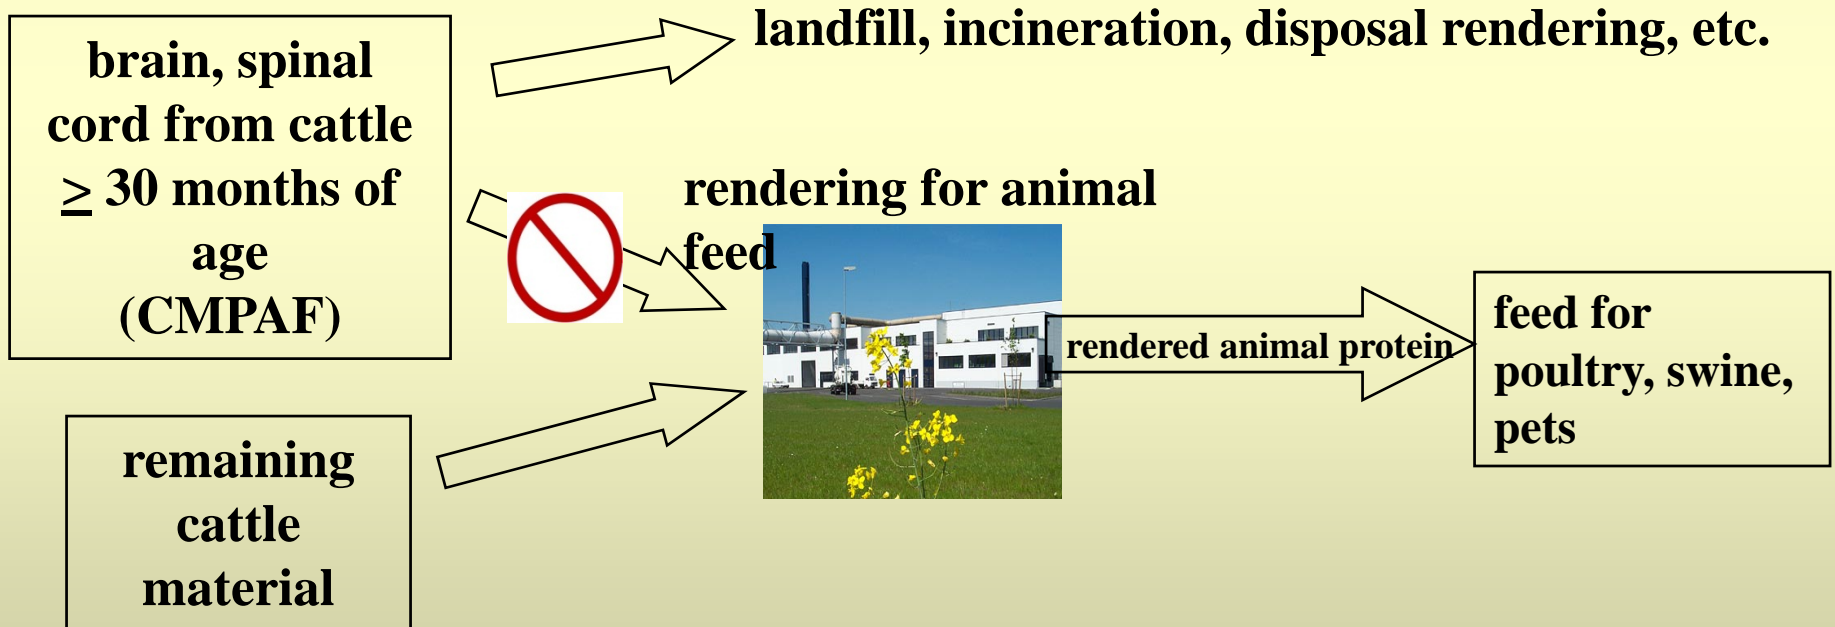 landfill, incineration, disposal rendering, etc.
brain, spinal
cord from cattle
≥ 30 months of
age
(CMPAF)
rendering for animal
feed
rendered animal protein
feed for
poultry, swine,
pets
remaining
cattle
material